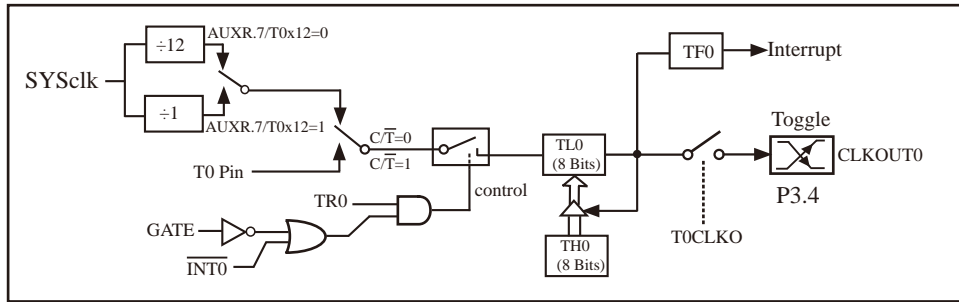 ÷12
AUXR.7/T0x12=0
SYSclk
÷1
AUXR.7/T0x12=1
C/T̅=0
C/T̅=1
T0 Pin
TR0
GATE
I̅N̅T̅0̅
control
TL0
(8 Bits)
TH0
(8 Bits)
TF0
Interrupt
Toggle
CLKOUT0
P3.4
T0CLKO